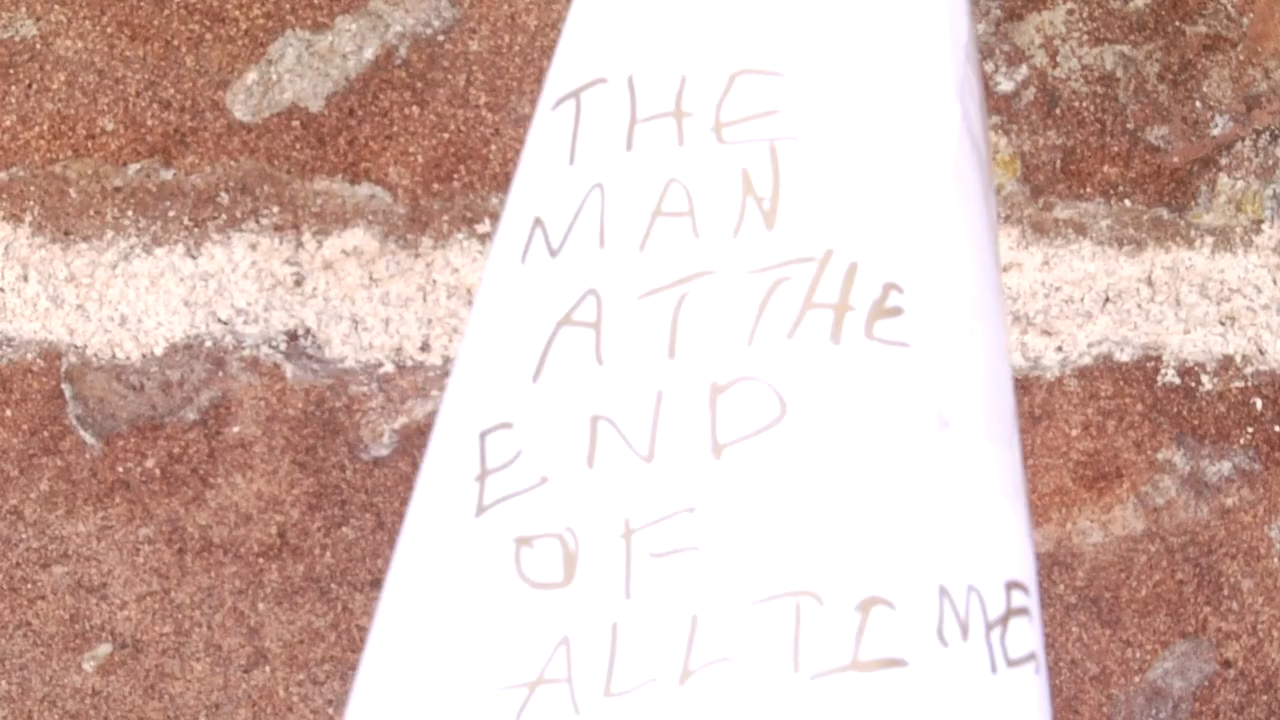 THE
MAN
AT THE
END
OF
ALL TIME